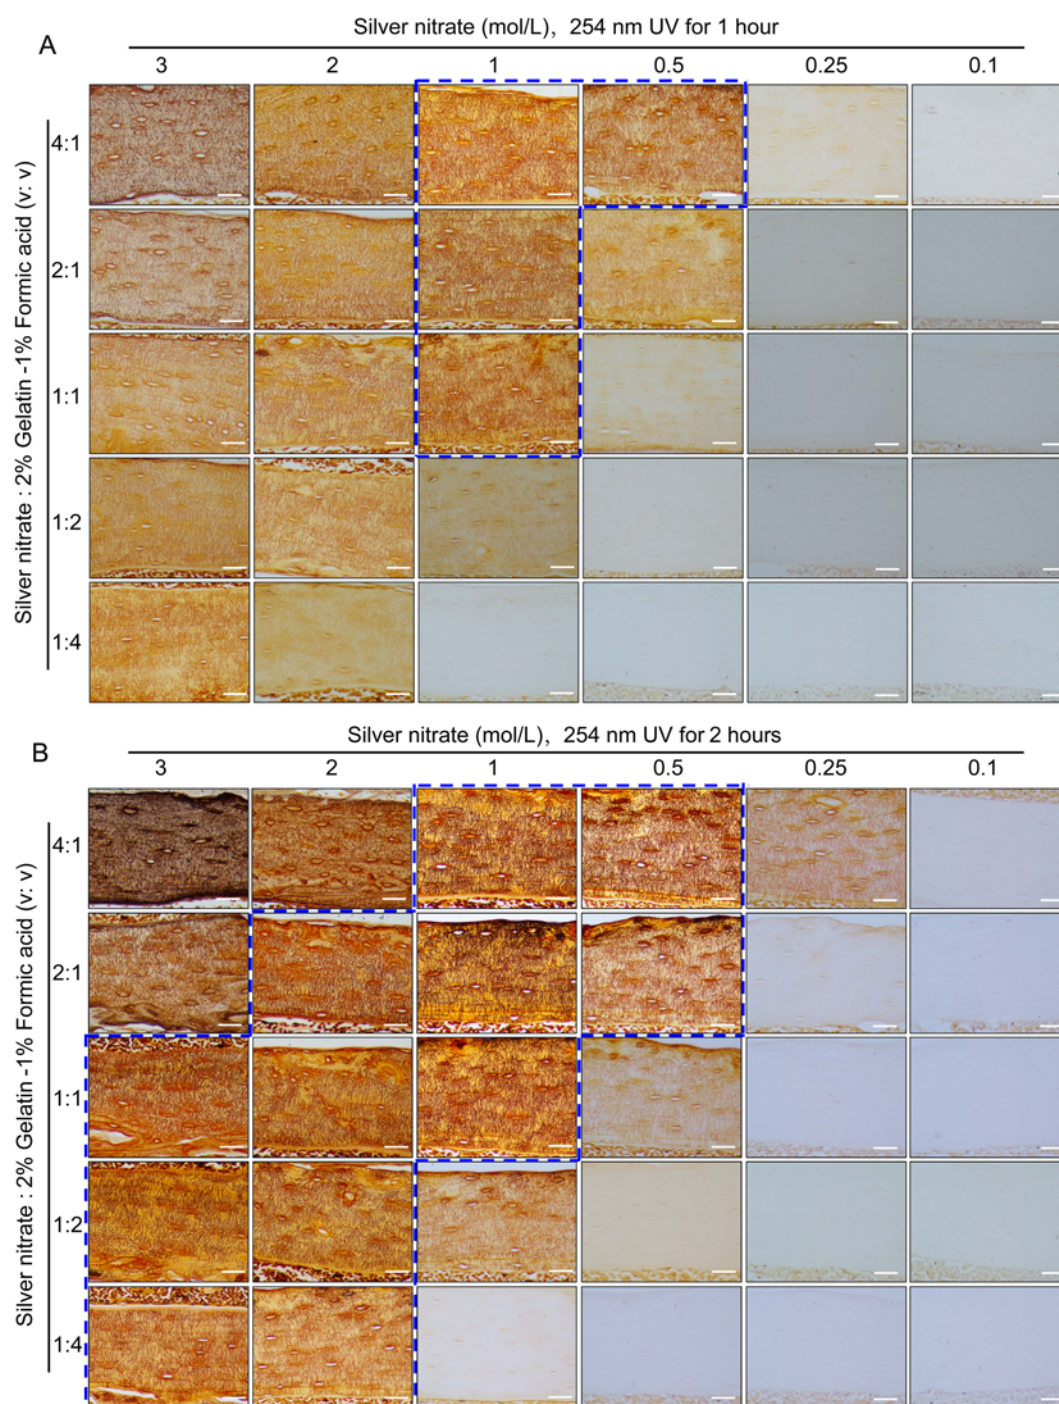 A
Silver nitrate (mol/L), 254 nm UV for 1 hour
3 2 1 0.5 0.25 0.1
Silver nitrate : 2% Gelatin -1% Formic acid (v: v)
4:1
2:1
1:1
1:2
1:4
B
Silver nitrate (mol/L), 254 nm UV for 2 hours
3 2 1 0.5 0.25 0.1
Silver nitrate : 2% Gelatin -1% Formic acid (v: v)
4:1
2:1
1:1
1:2
1:4